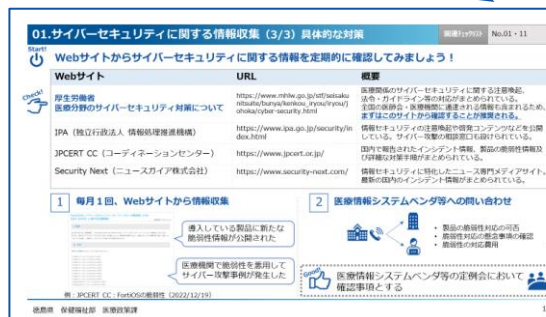 01.サイバーセキュリティに関する情報収集（3/3）具体的な対策
関連チェックリスト No.01・11
Start!
Webサイトからサイバーセキュリティに関する情報を定期的に確認してみましょう！
Webサイト URL 概要
Check!
厚生労働省
医療分野のサイバーセキュリティ対策について
https://www.mhlw.go.jp/stf/seisaku
nitsuite/bunya/kenkou_iryou/iryou/j
ohoka/cyber-security.html
医療関係のサイバーセキュリティに関する注意喚起、
法令・ガイドライン等の対応がまとめられている。
全国の医師会・医療機関に通達される情報も含まれるため、
まずはこのサイトから確認することが推奨される。
IPA（独立行政法人 情報処理推進機構）
https://www.ipa.go.jp/security/in
dex.html
情報セキュリティの注意喚起や啓発コンテンツなどを公開
している。サイバー攻撃の相談窓口も設けられている。
JPCERT CC（コーディネーションセンター）
https://www.jpcert.or.jp/
国内で報告されたインシデント情報、製品の脆弱性情報及
び詳細な対策手順がまとめられている。
Security Next（ニュースガイア株式会社）
https://www.security-next.com/
情報セキュリティに特化したニュース専門メディアサイト。
最新の国内のインシデント情報がまとめられている。
1 毎月１回、Webサイトから情報収集
導入している製品に新たな
脆弱性情報が公開された
医療機関で脆弱性を悪用して
サイバー攻撃事例が発生した
例：JPCERT CC：FortiOSの脆弱性（2022/12/19）
2 医療情報システムベンダ等への問い合わせ
• 製品の脆弱性対応の可否
• 脆弱性対応の懸念事項の確認
• 脆弱性の対応費用
Good!
医療情報システムベンダ等の定例会において
確認事項とする
徳島県 保健福祉部 医療政策課
1